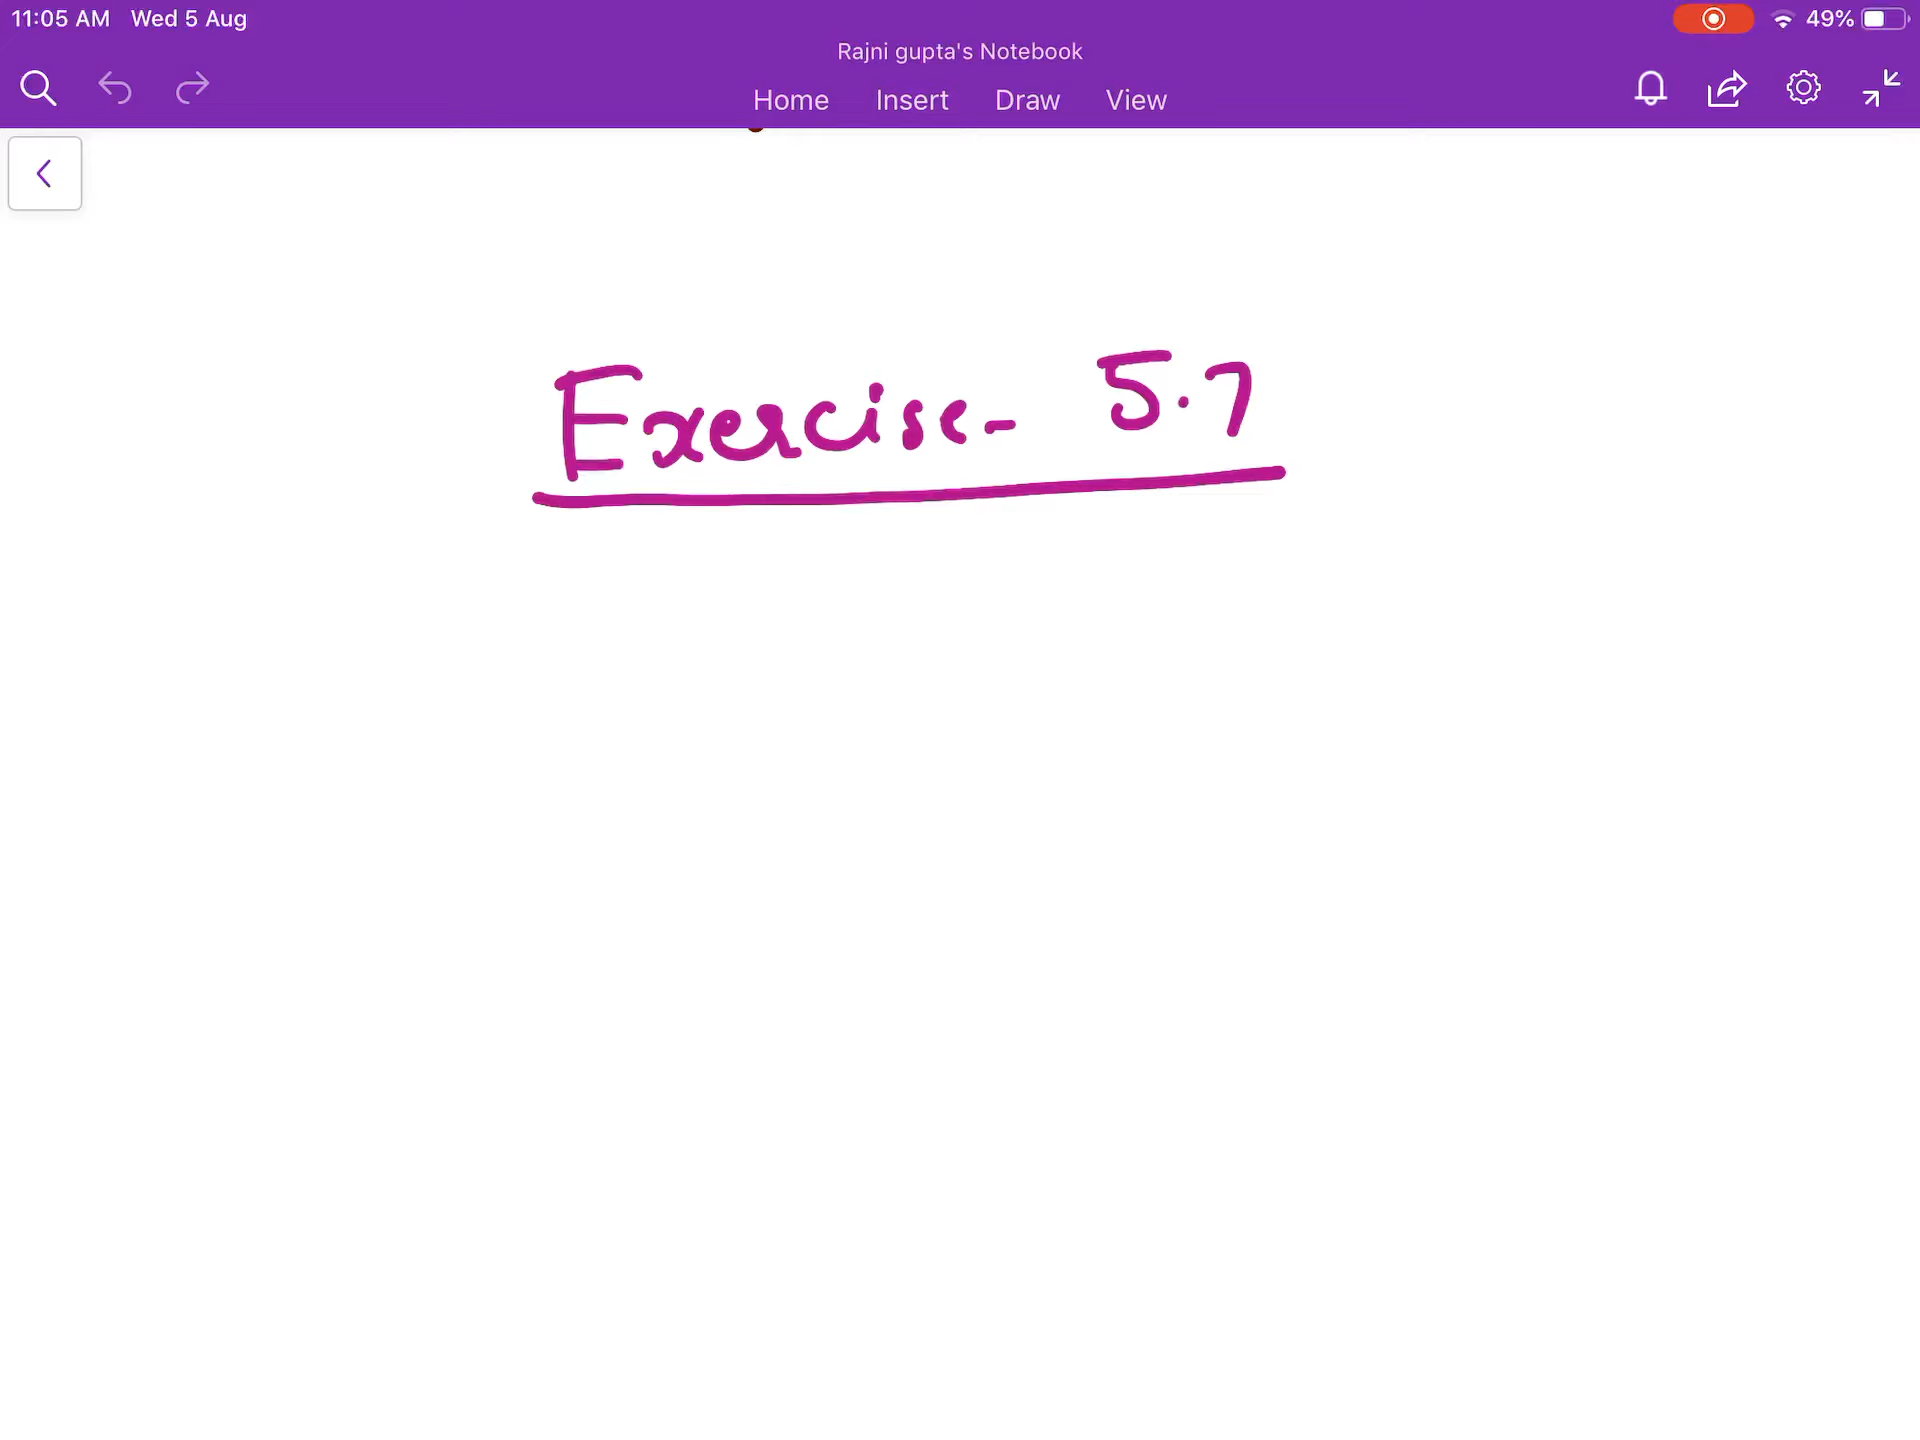 11:05 AM Wed 5 Aug
49%
Rajni gupta's Notebook
Home Insert Draw View
Exercise- 5.7